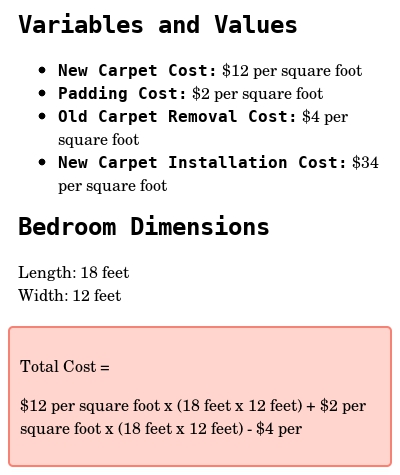 Variables and Values
New Carpet Cost: $12 per square foot
Padding Cost: $2 per square foot
Old Carpet Removal Cost: $4 per
square foot
New Carpet Installation Cost: $34
per square foot
Bedroom Dimensions
Length: 18 feet
Width: 12 feet
Total Cost =
$12 per square foot x (18 feet x 12 feet) + $2 per
square foot x (18 feet x 12 feet) - $4 per